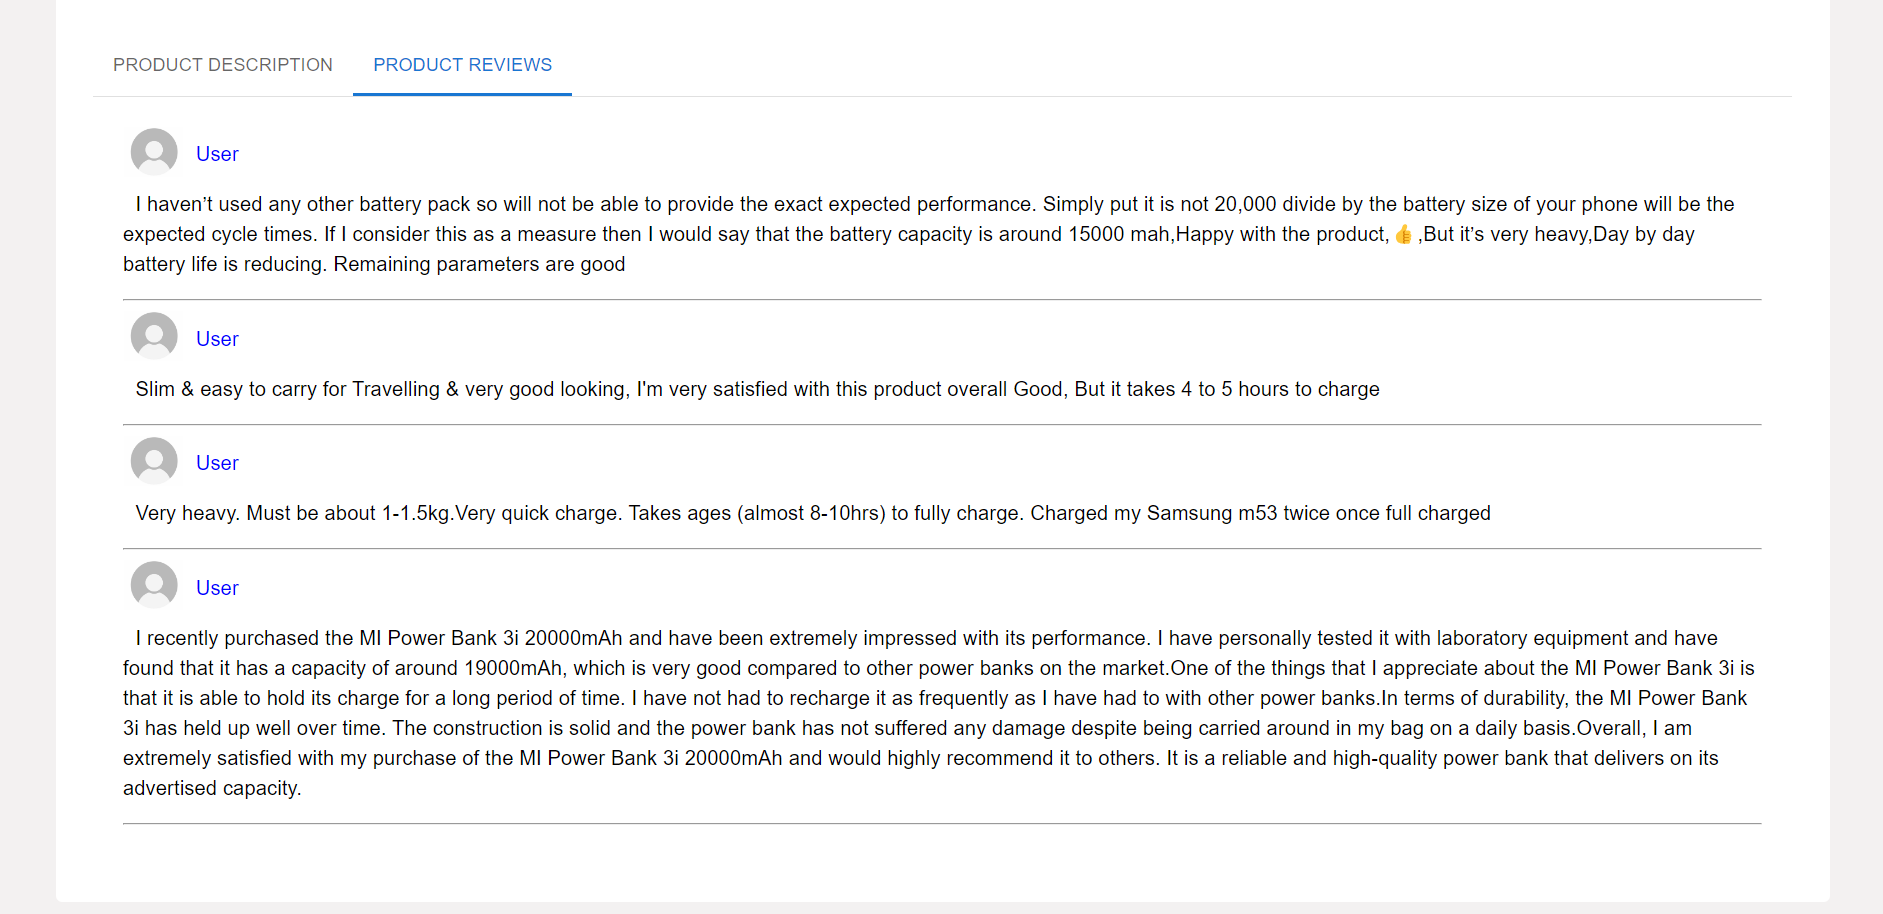 PRODUCT DESCRIPTION PRODUCT REVIEWS
User
I haven’t used any other battery pack so will not be able to provide the exact expected performance. Simply put it is not 20,000 divide by the battery size of your phone will be the
expected cycle times. If I consider this as a measure then I would say that the battery capacity is around 15000 mah,Happy with the product, 👍 ,But it’s very heavy,Day by day
battery life is reducing. Remaining parameters are good
User
Slim & easy to carry for Travelling & very good looking, I'm very satisfied with this product overall Good, But it takes 4 to 5 hours to charge
User
Very heavy. Must be about 1-1.5kg.Very quick charge. Takes ages (almost 8-10hrs) to fully charge. Charged my Samsung m53 twice once full charged
User
I recently purchased the MI Power Bank 3i 20000mAh and have been extremely impressed with its performance. I have personally tested it with laboratory equipment and have
found that it has a capacity of around 19000mAh, which is very good compared to other power banks on the market.One of the things that I appreciate about the MI Power Bank 3i is
that it is able to hold its charge for a long period of time. I have not had to recharge it as frequently as I have had to with other power banks.In terms of durability, the MI Power Bank
3i has held up well over time. The construction is solid and the power bank has not suffered any damage despite being carried around in my bag on a daily basis.Overall, I am
extremely satisfied with my purchase of the MI Power Bank 3i 20000mAh and would highly recommend it to others. It is a reliable and high-quality power bank that delivers on its
advertised capacity.